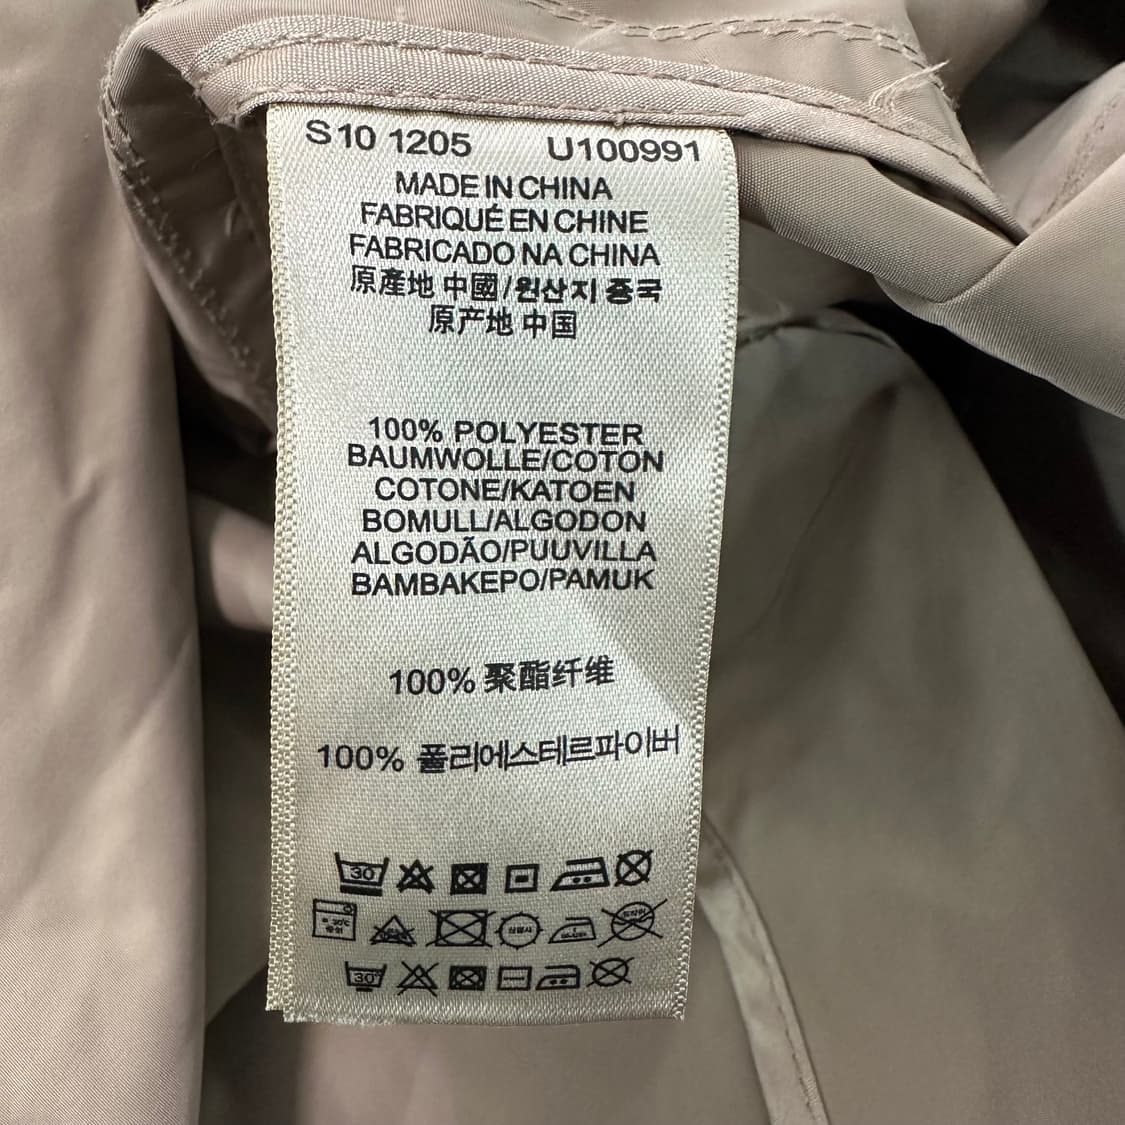 S10 1205 U100991
MADE IN CHINA
FABRIQUÉ EN CHINE
FABRICADO NA CHINA
原產地 中國/원산지 중국
原产地 中国
100% POLYESTER
BAUMWOLLE/COTON
COTONE/KATOEN
BOMULL/ALGODON
ALGODÃO/PUUVILLA
BAMBAKEPO/PAMUK
100% 聚酯纤维
100% 폴리에스테르파이버
30
30